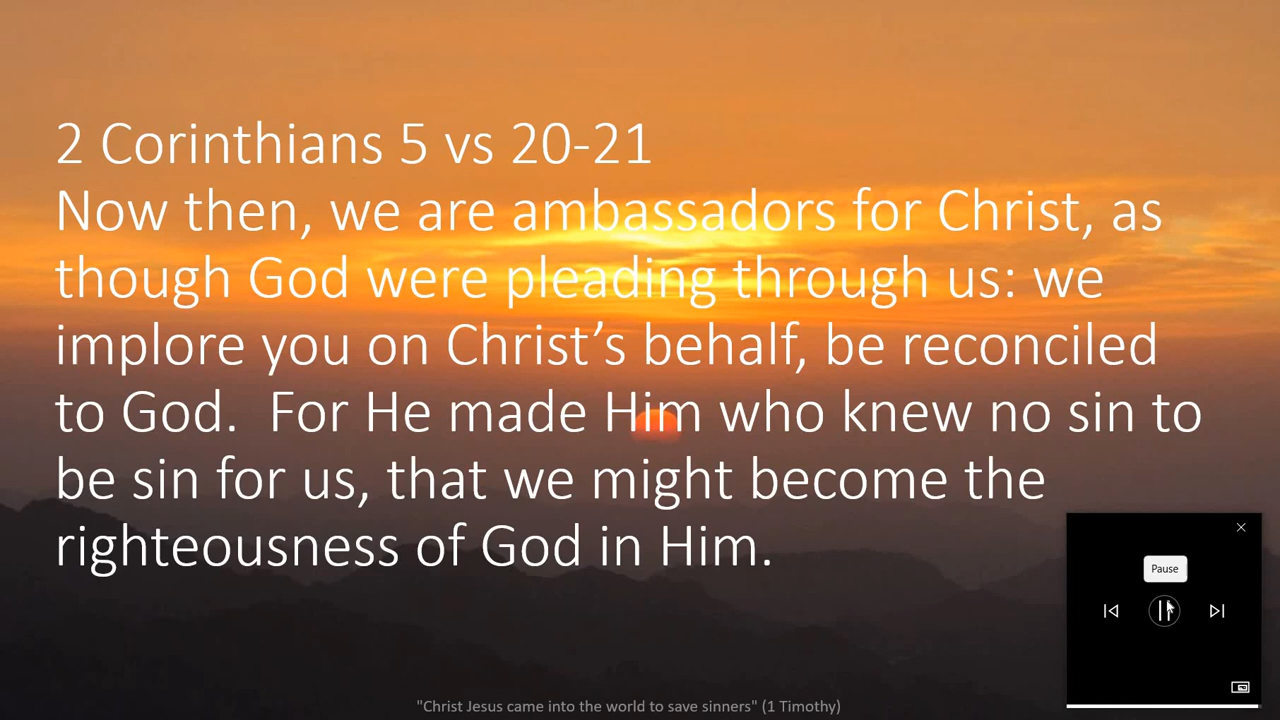 2 Corinthians 5 vs 20-21
Now then, we are ambassadors for Christ, as
though God were pleading through us: we
implore you on Christ’s behalf, be reconciled
to God.  For He made Him who knew no sin to
be sin for us, that we might become the
righteousness of God in Him.
Pause
"Christ Jesus came into the world to save sinners" (1 Timothy)